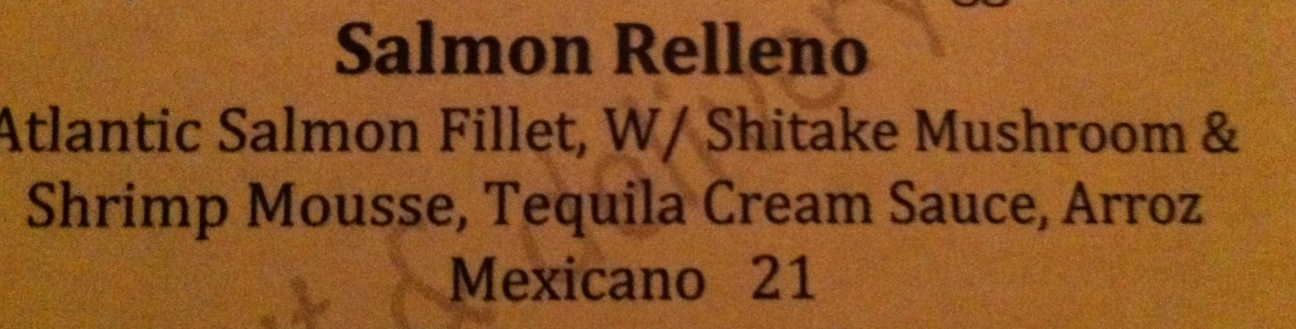 Salmon Relleno
Atlantic Salmon Fillet, W/ Shitake Mushroom &
Shrimp Mousse, Tequila Cream Sauce, Arroz
Mexicano 21